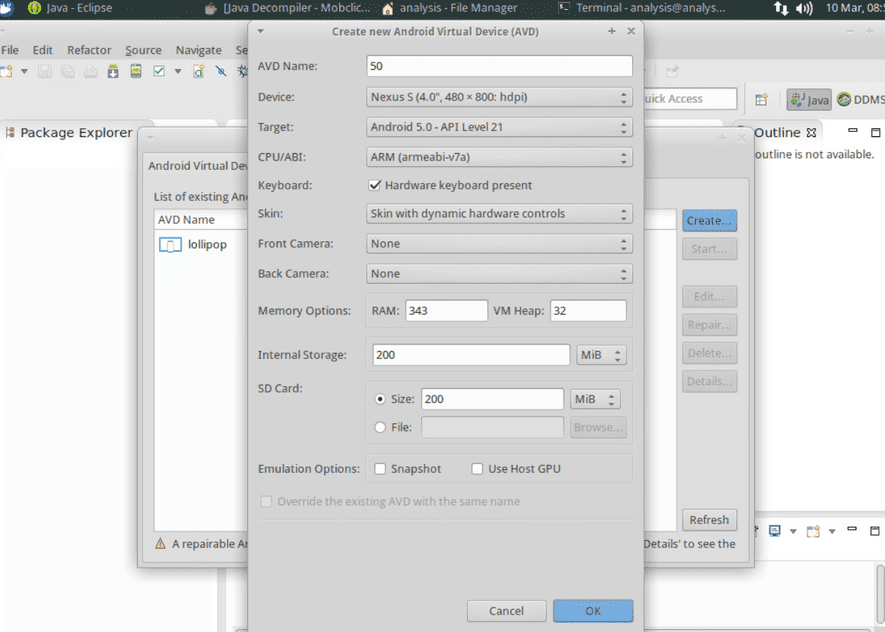 Java - Eclipse
[Java Decompiler - Mobclic...
analysis - File Manager
Terminal - analysis@analys...
10 Mar, 08:
Create new Android Virtual Device (AVD)
File Edit Refactor Source Navigate Se
AVD Name: 50
Device: Nexus S (4.0", 480 × 800: hdpi)
uick Access
Java
DDMS
Target: Android 5.0 - API Level 21
Package Explorer
Outline
CPU/ABI: ARM (armeabi-v7a)
outline is not available.
Android Virtual Dev
Keyboard: Hardware keyboard present
List of existing An
Skin: Skin with dynamic hardware controls
AVD Name
Create...
lollipop
Front Camera: None
Start...
Back Camera: None
Edit...
Memory Options: RAM: 343 VM Heap: 32
Repair...
Internal Storage: 200 MiB
Delete...
Details...
SD Card:
Size: 200 MiB
File: Browse...
Emulation Options: Snapshot Use Host GPU
Override the existing AVD with the same name
Refresh
A repairable An
Details' to see the
Cancel OK